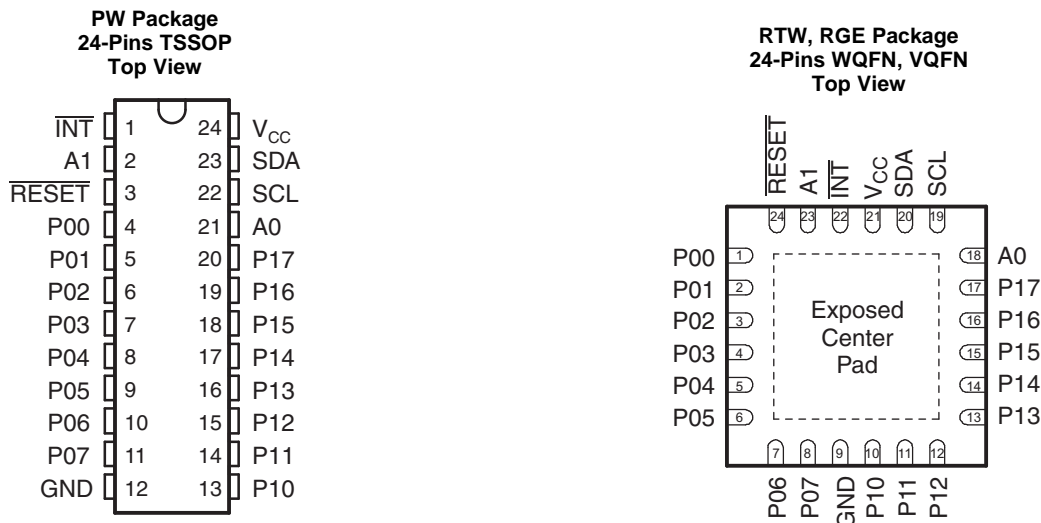 PW Package
24-Pins TSSOP
Top View
INT 1 24 VCC
A1 2 23 SDA
RESET 3 22 SCL
P00 4 21 A0
P01 5 20 P17
P02 6 19 P16
P03 7 18 P15
P04 8 17 P14
P05 9 16 P13
P06 10 15 P12
P07 11 14 P11
GND 12 13 P10
RTW, RGE Package
24-Pins WQFN, VQFN
Top View
RESET A1 INT VCC SDA SCL
24 23 22 21 20 19
P00 1 18 A0
P01 2 17 P17
P02 3 16 P16
P03 4 15 P15
P04 5 14 P14
P05 6 13 P13
Exposed
Center
Pad
7 8 9 10 11 12
P06 P07 GND P10 P11 P12